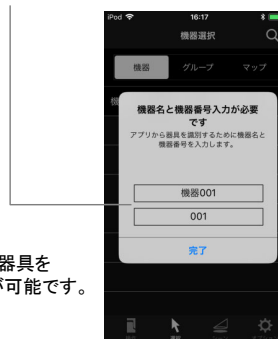 iPod 16:17
機器選択
機器 グループ マップ
機器名と機器番号入力が必要
です
アプリから器具を識別するために機器名と
機器番号を入力します。
機器001
001
完了
器具を
が可能です。